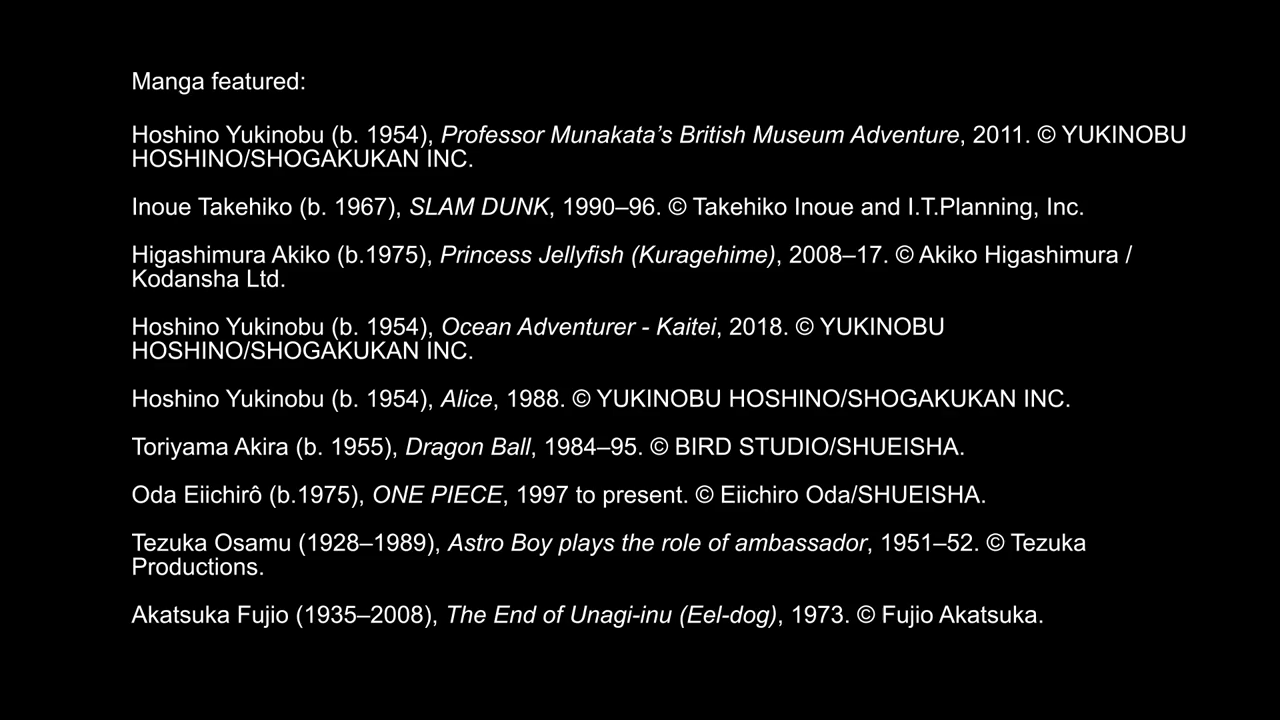 Manga featured:
Hoshino Yukinobu (b. 1954), Professor Munakata’s British Museum Adventure, 2011. © YUKINOBU
HOSHINO/SHOGAKUKAN INC.
Inoue Takehiko (b. 1967), SLAM DUNK, 1990–96. © Takehiko Inoue and I.T.Planning, Inc.
Higashimura Akiko (b.1975), Princess Jellyfish (Kuragehime), 2008–17. © Akiko Higashimura /
Kodansha Ltd.
Hoshino Yukinobu (b. 1954), Ocean Adventurer - Kaitei, 2018. © YUKINOBU
HOSHINO/SHOGAKUKAN INC.
Hoshino Yukinobu (b. 1954), Alice, 1988. © YUKINOBU HOSHINO/SHOGAKUKAN INC.
Toriyama Akira (b. 1955), Dragon Ball, 1984–95. © BIRD STUDIO/SHUEISHA.
Oda Eiichirô (b.1975), ONE PIECE, 1997 to present. © Eiichiro Oda/SHUEISHA.
Tezuka Osamu (1928–1989), Astro Boy plays the role of ambassador, 1951–52. © Tezuka
Productions.
Akatsuka Fujio (1935–2008), The End of Unagi-inu (Eel-dog), 1973. © Fujio Akatsuka.